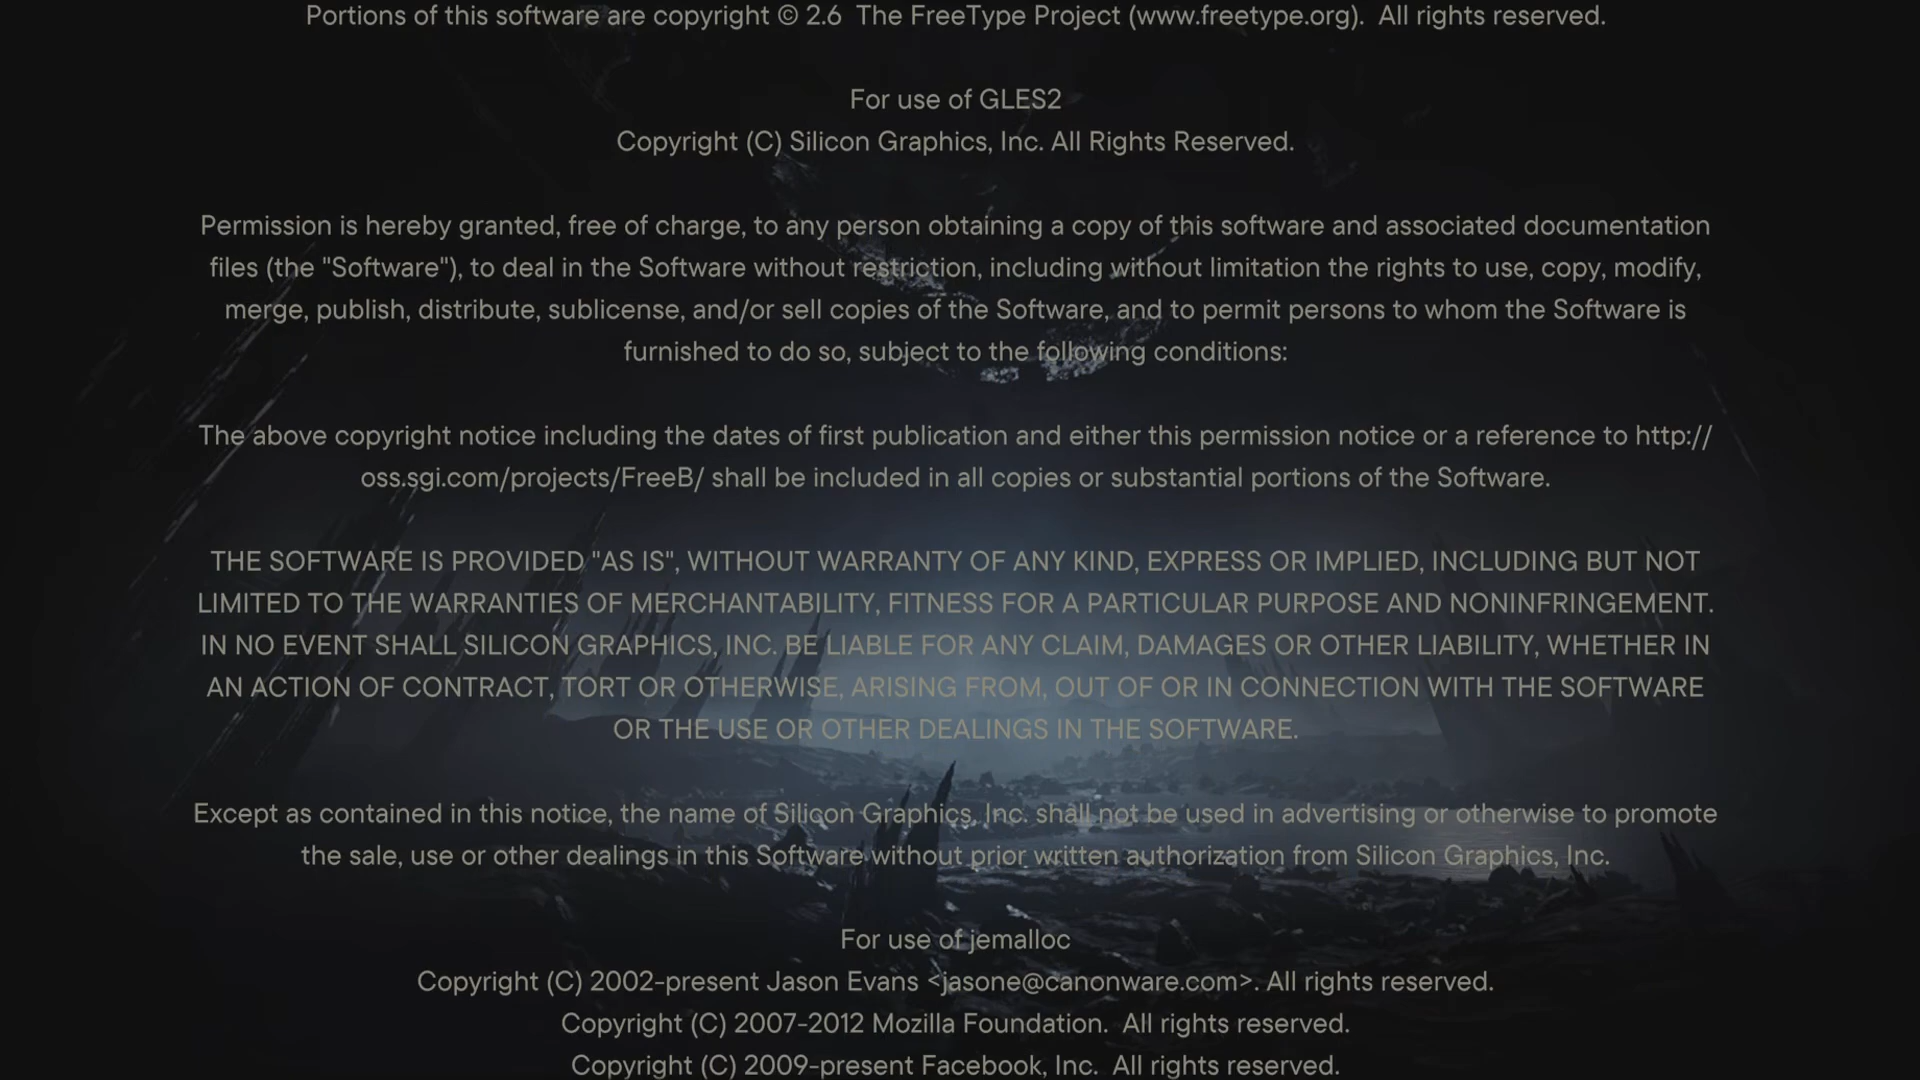 Portions of this software are copyright © 2.6  The FreeType Project (www.freetype.org).  All rights reserved.
For use of GLES2
Copyright (C) Silicon Graphics, Inc. All Rights Reserved.
Permission is hereby granted, free of charge, to any person obtaining a copy of this software and associated documentation
files (the "Software"), to deal in the Software without restriction, including without limitation the rights to use, copy, modify,
merge, publish, distribute, sublicense, and/or sell copies of the Software, and to permit persons to whom the Software is
furnished to do so, subject to the following conditions:
The above copyright notice including the dates of first publication and either this permission notice or a reference to http://
oss.sgi.com/projects/FreeB/ shall be included in all copies or substantial portions of the Software.
THE SOFTWARE IS PROVIDED "AS IS", WITHOUT WARRANTY OF ANY KIND, EXPRESS OR IMPLIED, INCLUDING BUT NOT
LIMITED TO THE WARRANTIES OF MERCHANTABILITY, FITNESS FOR A PARTICULAR PURPOSE AND NONINFRINGEMENT.
IN NO EVENT SHALL SILICON GRAPHICS, INC. BE LIABLE FOR ANY CLAIM, DAMAGES OR OTHER LIABILITY, WHETHER IN
AN ACTION OF CONTRACT, TORT OR OTHERWISE, ARISING FROM, OUT OF OR IN CONNECTION WITH THE SOFTWARE
OR THE USE OR OTHER DEALINGS IN THE SOFTWARE.
Except as contained in this notice, the name of Silicon Graphics, Inc. shall not be used in advertising or otherwise to promote
the sale, use or other dealings in this Software without prior written authorization from Silicon Graphics, Inc.
For use of jemalloc
Copyright (C) 2002-present Jason Evans <jasone@canonware.com>. All rights reserved.
Copyright (C) 2007-2012 Mozilla Foundation.  All rights reserved.
Copyright (C) 2009-present Facebook, Inc.  All rights reserved.